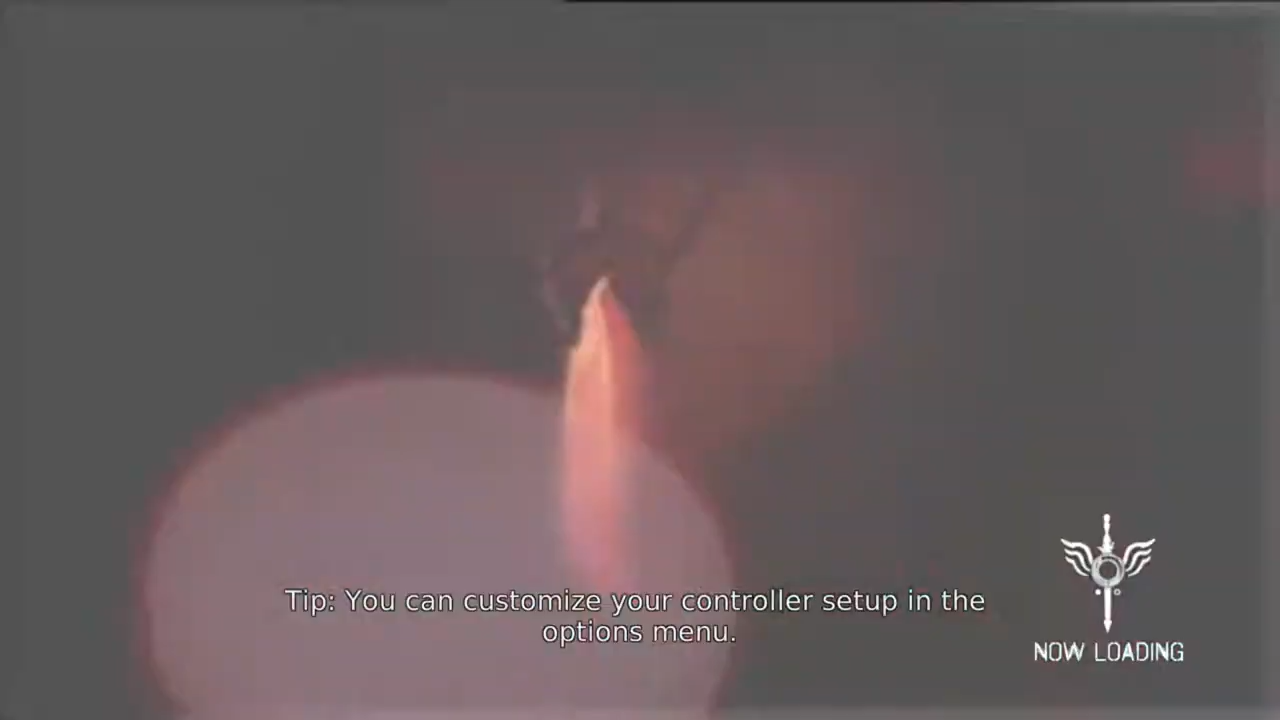 Tip: You can customize your controller setup in the
options menu.
NOW LOADING